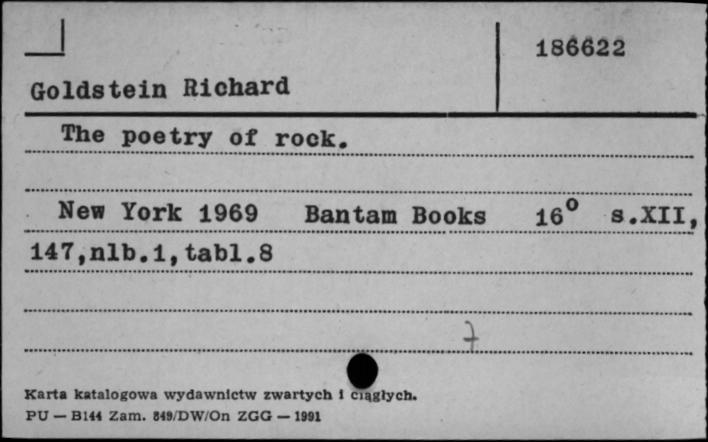 186622
Goldstein Richard
The poetry of rock.
New York 1969 Bantam Books 16° s.XII,
147,nlb.1,tabl.8
7
Karta katalogowa wydawnictw zwartych i ciągłych.
PU — B144 Zam. 849/DW/On ZGG — 1991